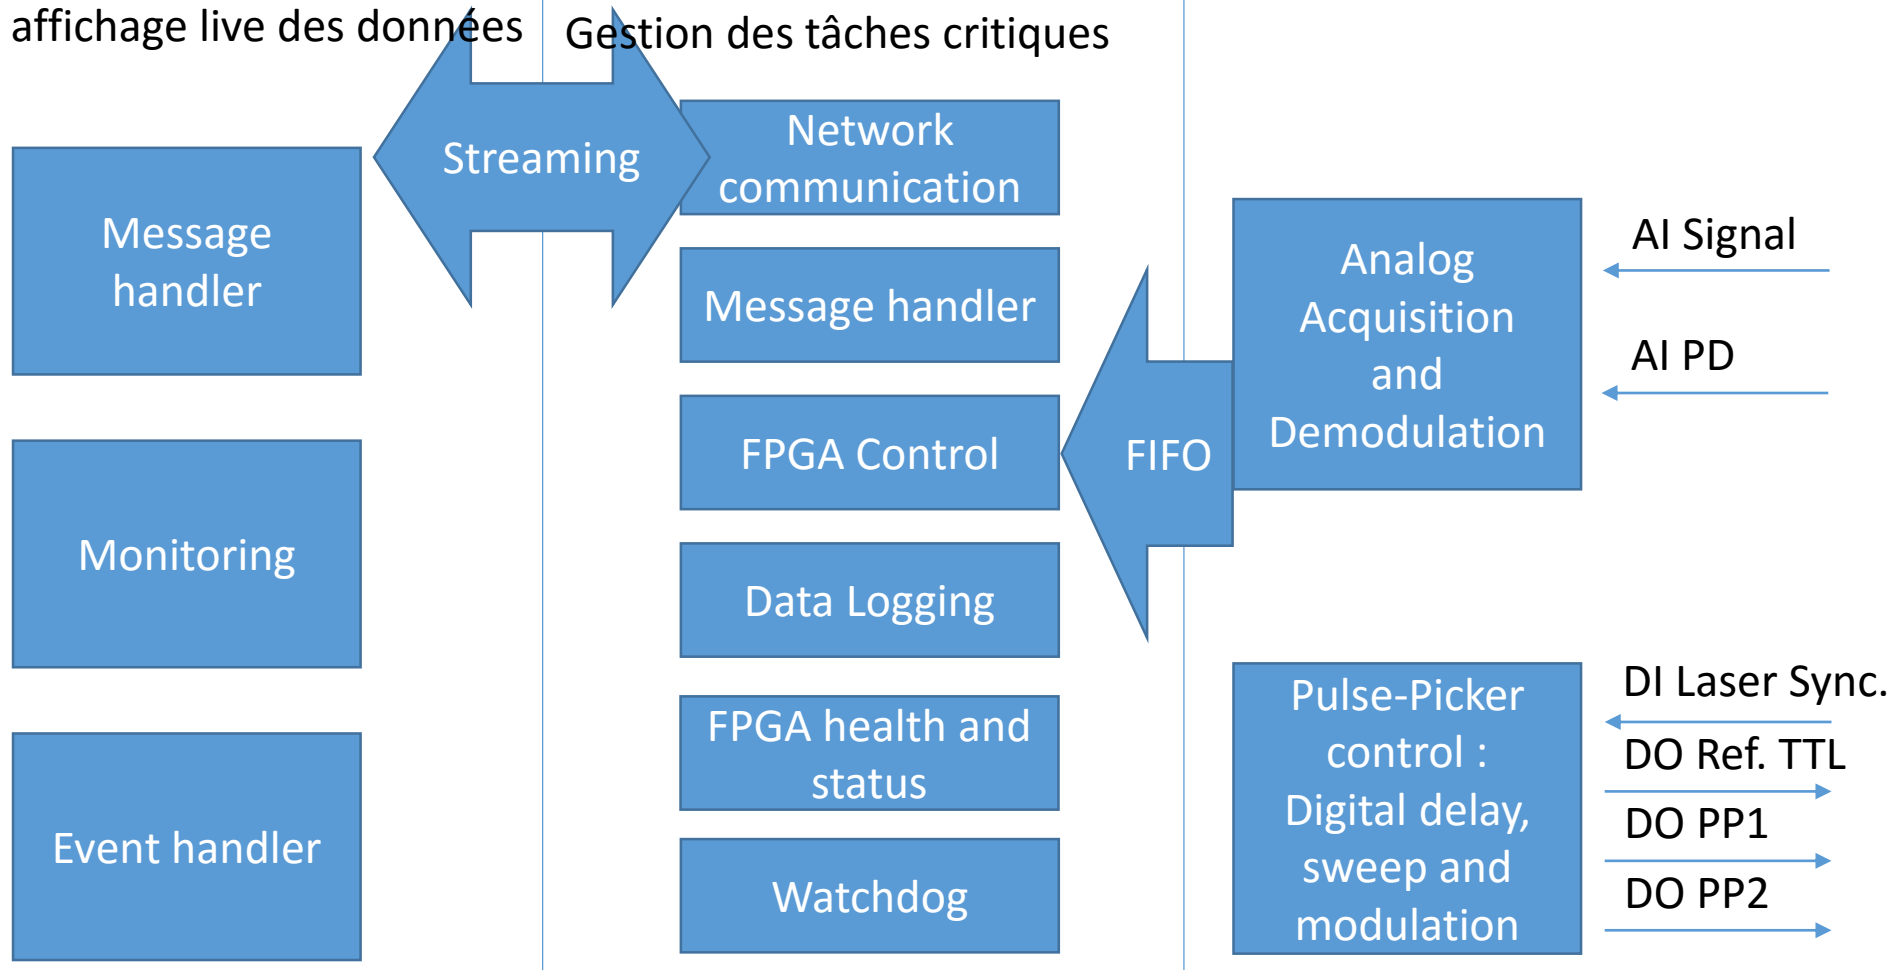 affichage live des données
Gestion des tâches critiques
Message
handler
Monitoring
Event handler
Streaming
Network
communication
Message handler
FPGA Control
Data Logging
FPGA health and
status
Watchdog
FIFO
Analog
Acquisition
and
Demodulation
Pulse-Picker
control :
Digital delay,
sweep and
modulation
AI Signal
AI PD
DI Laser Sync.
DO Ref. TTL
DO PP1
DO PP2